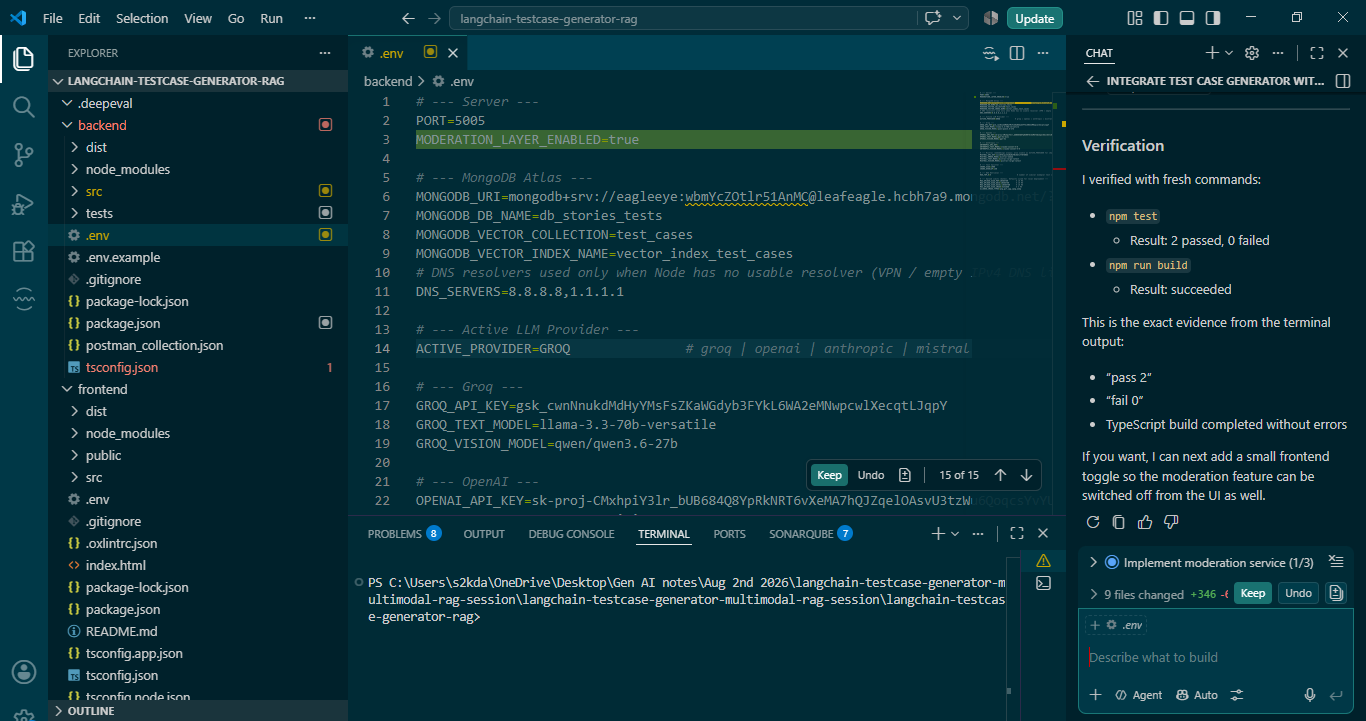 File Edit Selection View Go Run ···
langchain-testcase-generator-rag
Update
EXPLORER
LANGCHAIN-TESTCASE-GENERATOR-RAG
.deepeval
backend
dist
node_modules
src
tests
.env
.env.example
.gitignore
package-lock.json
package.json
postman_collection.json
tsconfig.json 1
frontend
dist
node_modules
public
src
.env
.gitignore
.oxlintrc.json
index.html
package-lock.json
package.json
README.md
tsconfig.app.json
tsconfig.json
tsconfig.node.json
OUTLINE
.env
backend > .env
1 # --- Server ---
2 PORT=5005
3 MODERATION_LAYER_ENABLED=true
4
5 # --- MongoDB Atlas ---
6 MONGODB_URI=mongodb+srv://eagleeye:@leafeagle.hcbh7a9.mongodb.net/
7 MONGODB_DB_NAME=db_stories_tests
8 MONGODB_VECTOR_COLLECTION=test_cases
9 MONGODB_VECTOR_INDEX_NAME=vector_index_test_cases
10 # DNS resolvers used only when Node has no usable resolver (VPN / empty IPv4 DNS
11 DNS_SERVERS=8.8.8.8,1.1.1.1
12
13 # --- Active LLM Provider ---
14 ACTIVE_PROVIDER=GROQ # groq | openai | anthropic | mistral
15
16 # --- Groq ---
17 GROQ_API_KEY=
18 GROQ_TEXT_MODEL=llama-3.3-70b-versatile
19 GROQ_VISION_MODEL=qwen/qwen3.6-27b
20
21 # --- OpenAI ---
22 OPENAI_API_KEY=
Keep Undo 15 of 15
PROBLEMS 8 OUTPUT DEBUG CONSOLE TERMINAL PORTS SONARQUBE 7
PS C:\Users\s2kda\OneDrive\Desktop\Gen AI notes\Aug 2nd 2026\langchain-testcase-generator-m
ultimodal-rag-session\langchain-testcase-generator-multimodal-rag-session\langchain-testcas
e-generator-rag>
CHAT
INTEGRATE TEST CASE GENERATOR WIT...
Verification
I verified with fresh commands:
npm test
Result: 2 passed, 0 failed
npm run build
Result: succeeded
This is the exact evidence from the terminal
output:
“pass 2”
“fail 0”
TypeScript build completed without errors
If you want, I can next add a small frontend
toggle so the moderation feature can be
switched off from the UI as well.
Implement moderation service (1/3)
9 files changed +346 -6 Keep Undo
.env
Describe what to build
Agent Auto